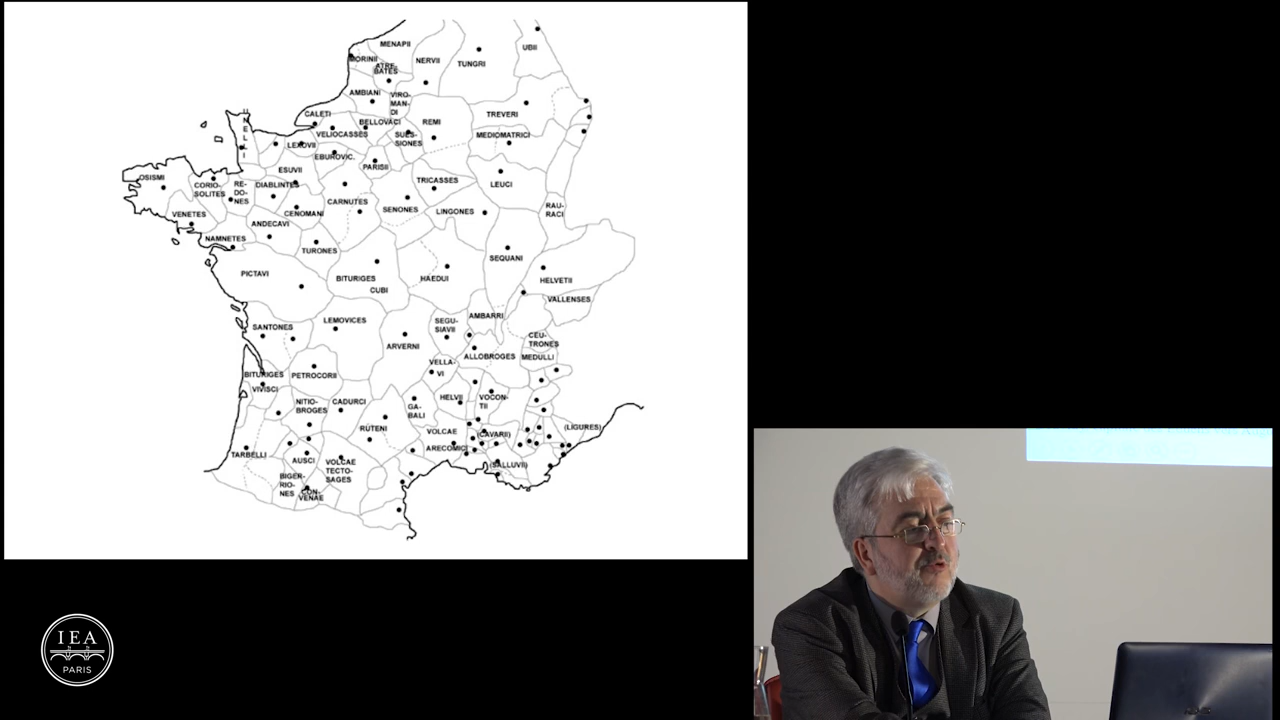 MENAPII
UBII
MORINII
NERVII
TUNGRI
ATRE-
BATES
AMBIANI
VIRO-
MAN-
DI
TREVERI
CALETI
BELLOVACI
REMI
UNELLI
VELIOCASSES
SUES-
SIONES
MEDIOMATRICI
LEXOVII
EBUROVIC.
PARISII
ESUVII
OSISMI
CORIO-
SOLITES
RE-
DO-
NES
DIABLINTES
TRICASSES
LEUCI
CARNUTES
SENONES
LINGONES
RAU-
RACI
VENETES
CENOMANI
ANDECAVI
NAMNETES
TURONES
SEQUANI
PICTAVI
BITURIGES
CUBI
HAEDUI
HELVETII
VALLENSES
SANTONES
LEMOVICES
SEGU-
SIAVII
AMBARRI
ARVERNI
CEU-
TRONES
ALLOBROGES
MEDULLI
VELLA-
VI
BITURIGES
VIVISCI
PETROCORII
NITIO-
BROGES
CADURCI
GA-
BALI
HELVII
VOCON-
TII
RUTENI
VOLCAE
ARECOMICI
(CAVARII)
(LIGURES)
TARBELLI
AUSCI
VOLCAE
TECTO-
SAGES
(SALLUVII)
BIGER-
RIO-
NES
CON-
VENAE
IEA
PARIS